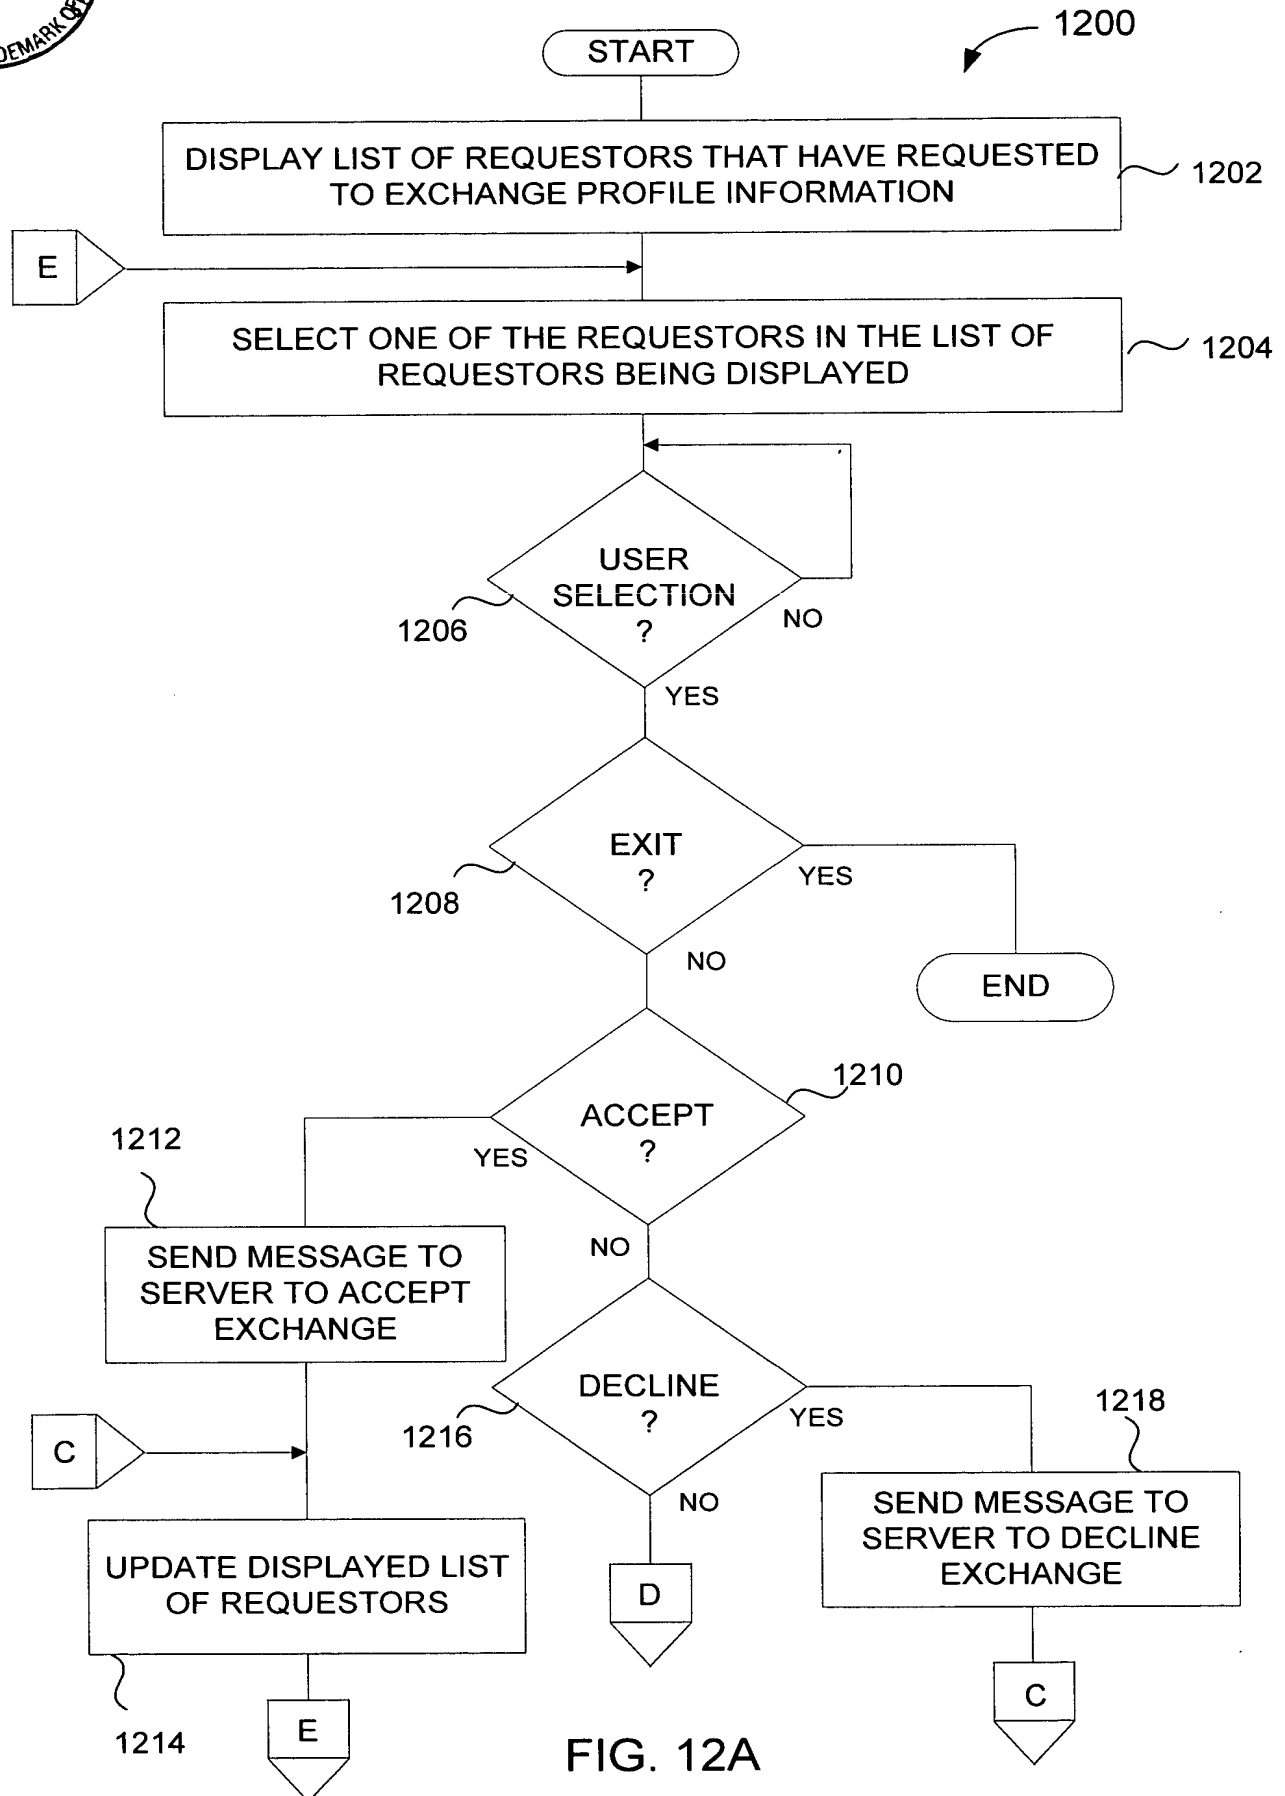 1200
START
DISPLAY LIST OF REQUESTORS THAT HAVE REQUESTED
TO EXCHANGE PROFILE INFORMATION
1202
E
SELECT ONE OF THE REQUESTORS IN THE LIST OF
REQUESTORS BEING DISPLAYED
1204
USER
SELECTION
?
1206
NO
YES
EXIT
?
1208
YES
NO
END
ACCEPT
?
1210
YES
NO
1212
SEND MESSAGE TO
SERVER TO ACCEPT
EXCHANGE
DECLINE
?
1216
YES
NO
1218
SEND MESSAGE TO
SERVER TO DECLINE
EXCHANGE
C
UPDATE DISPLAYED LIST
OF REQUESTORS
1214
E
D
C
FIG. 12A